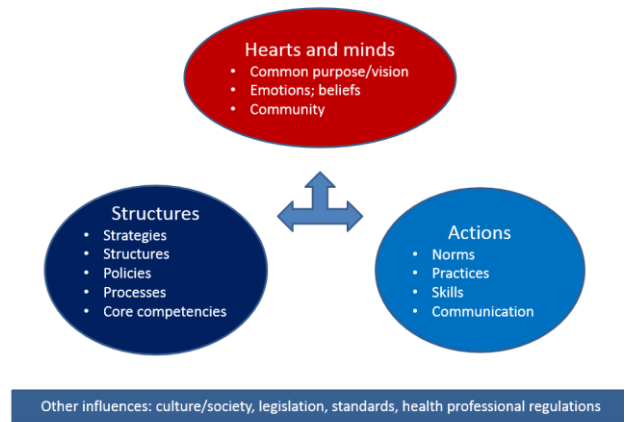 Hearts and minds
• Common purpose/vision
• Emotions; beliefs
• Community
Structures
• Strategies
• Structures
• Policies
• Processes
• Core competencies
Actions
• Norms
• Practices
• Skills
• Communication
Other influences: culture/society, legislation, standards, health professional regulations